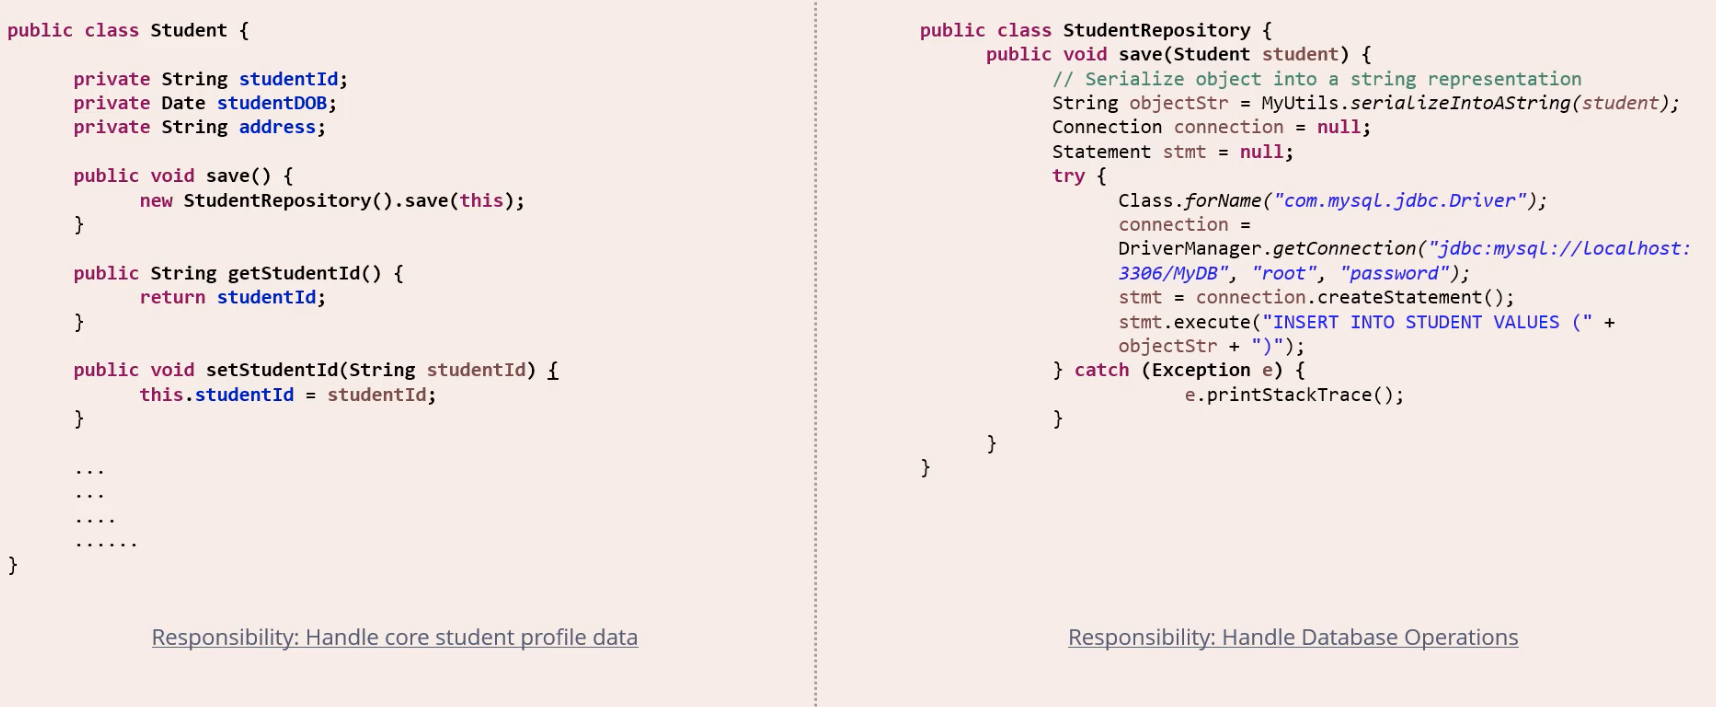 public class Student {
private String studentId;
private Date studentDOB;
private String address;
public void save() {
new StudentRepository().save(this);
}
public String getStudentId() {
return studentId;
}
public void setStudentId(String studentId) {
this.studentId = studentId;
}
...
...
....
......
}
Responsibility: Handle core student profile data
public class StudentRepository {
public void save(Student student) {
// Serialize object into a string representation
String objectStr = MyUtils.serializeIntoAString(student);
Connection connection = null;
Statement stmt = null;
try {
Class.forName("com.mysql.jdbc.Driver");
connection =
DriverManager.getConnection("jdbc:mysql://localhost:
3306/MyDB", "root", "password");
stmt = connection.createStatement();
stmt.execute("INSERT INTO STUDENT VALUES (" +
objectStr + ")");
} catch (Exception e) {
e.printStackTrace();
}
}
}
Responsibility: Handle Database Operations